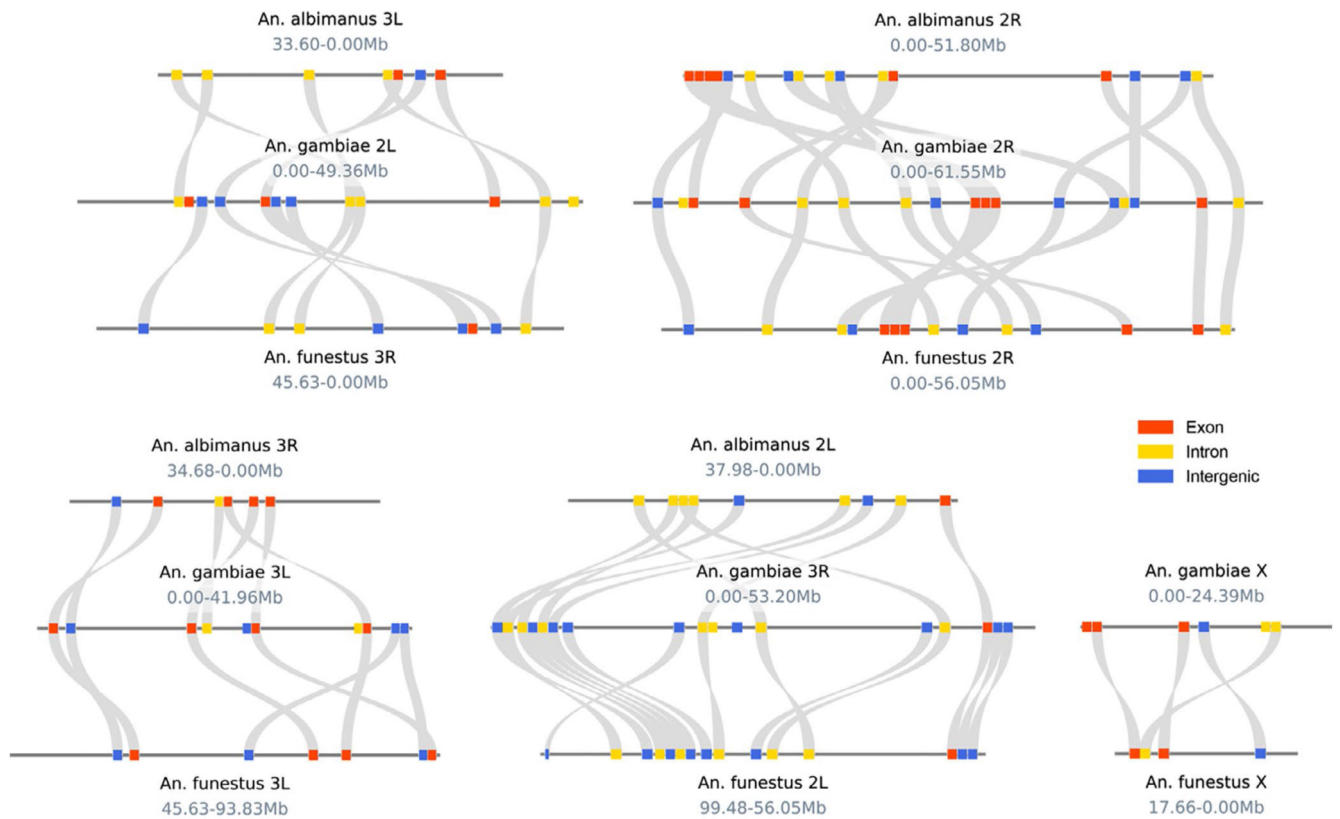 An. albimanus 3L
33.60-0.00Mb
An. gambiae 2L
0.00-49.36Mb
An. funestus 3R
45.63-0.00Mb
An. albimanus 2R
0.00-51.80Mb
An. gambiae 2R
0.00-61.55Mb
An. funestus 2R
0.00-56.05Mb
Exon
Intron
Intergenic
An. albimanus 3R
34.68-0.00Mb
An. gambiae 3L
0.00-41.96Mb
An. funestus 3L
45.63-93.83Mb
An. albimanus 2L
37.98-0.00Mb
An. gambiae 3R
0.00-53.20Mb
An. funestus 2L
99.48-56.05Mb
An. gambiae X
0.00-24.39Mb
An. funestus X
17.66-0.00Mb